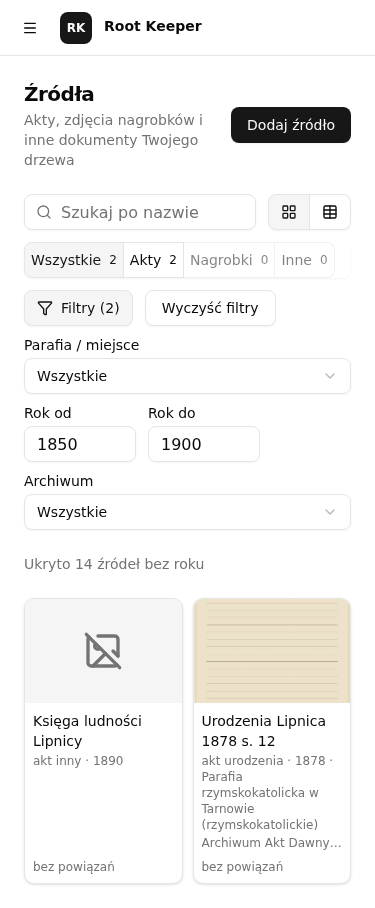 RK Root Keeper
Źródła
Akty, zdjęcia nagrobków i
inne dokumenty Twojego
drzewa
Dodaj źródło
Szukaj po nazwie
Wszystkie 2 Akty 2 Nagrobki 0 Inne 0
Filtry (2) Wyczyść filtry
Parafia / miejsce
Wszystkie
Rok od Rok do
1850 1900
Archiwum
Wszystkie
Ukryto 14 źródeł bez roku
Księga ludności
Lipnicy
akt inny · 1890
bez powiązań
Urodzenia Lipnica
1878 s. 12
akt urodzenia · 1878 ·
Parafia
rzymskokatolicka w
Tarnowie
(rzymskokatolickie)
Archiwum Akt Dawny…
bez powiązań